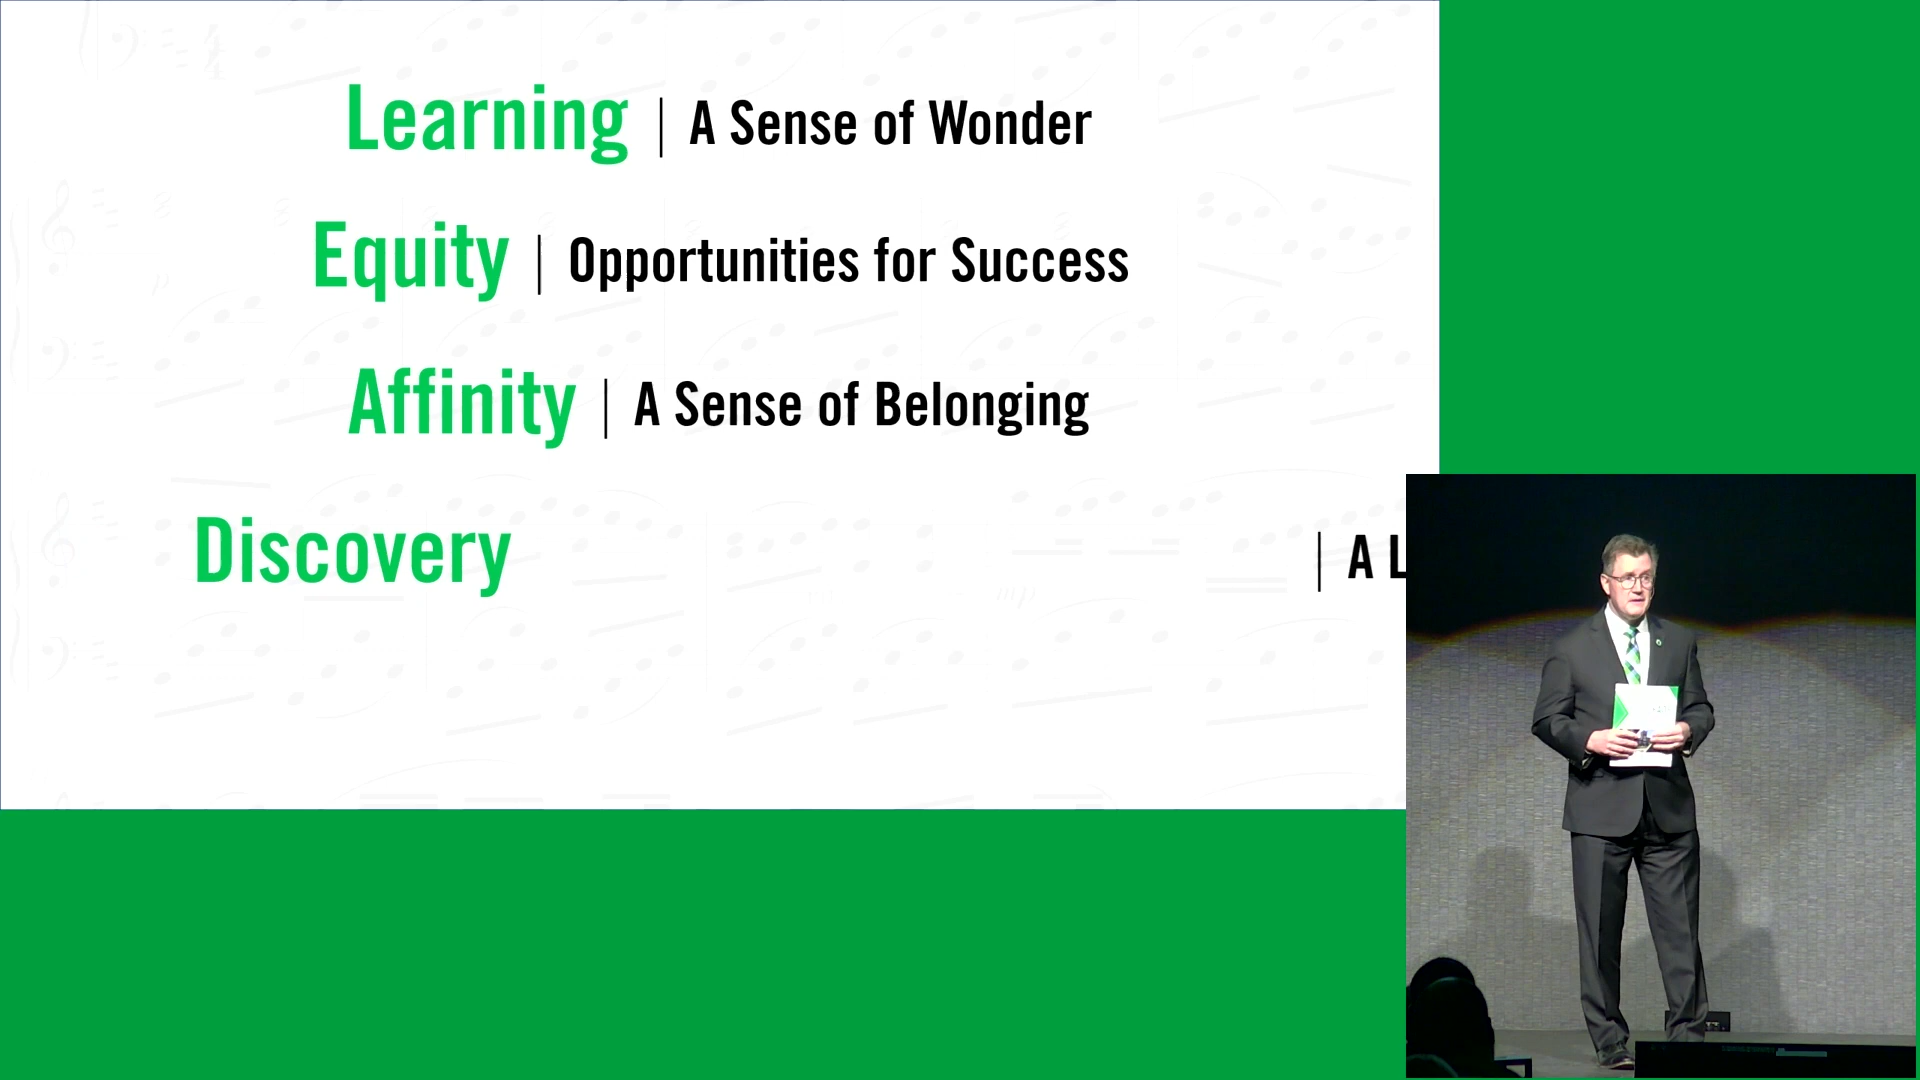 Learning | A Sense of Wonder
Equity | Opportunities for Success
Affinity | A Sense of Belonging
Discovery | A L